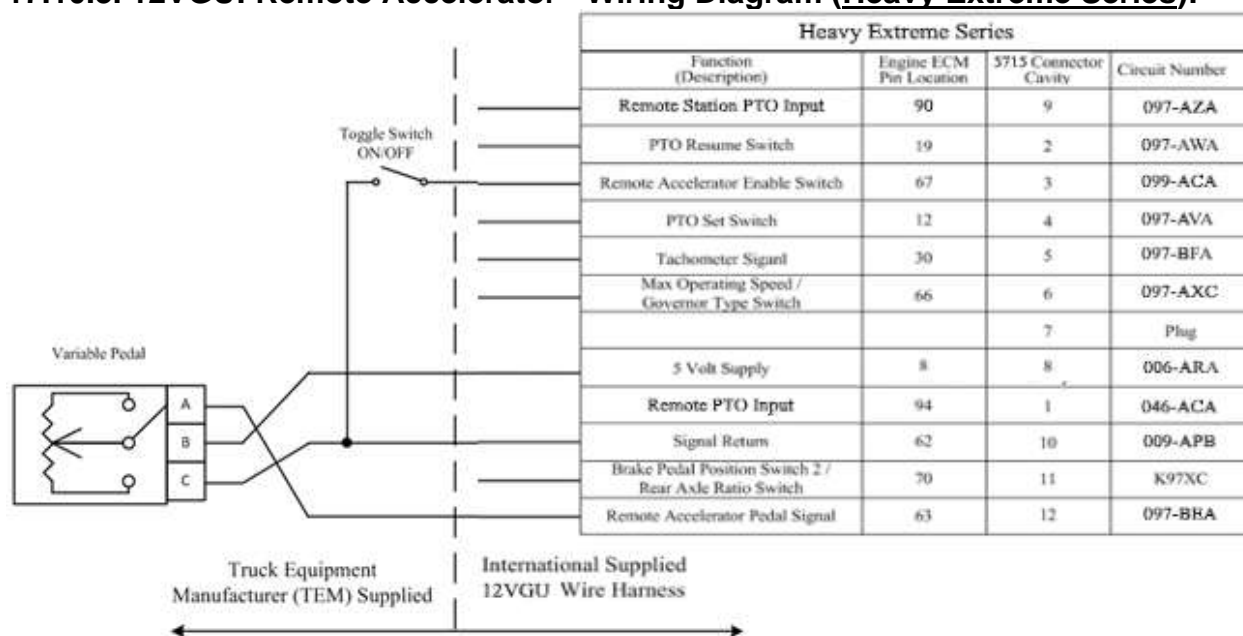 12VGU: Remote Accelerator - Wiring Diagram (Heavy Extreme Series):
Heavy Extreme Series
Function
(Description)
Engine ECM
Pin Location
Connector
Cavity
Circuit Number
Remote Station PTO Input 90 9 097-AZA
Toggle Switch
ON/OFF
PTO Resume Switch 19 2 097-AWA
Remote Accelerator Enable Switch 67 3 099-ACA
PTO Set Switch 12 4 097-AVA
Tachometer Siganl 30 5 097-BFA
Max Operating Speed /
Governor Type Switch 66 6 097-AXC
7 Plug
Variable Pedal
5 Volt Supply 8 8 006-ARA
A
Remote PTO Input 94 1 046-ACA
B
Signal Return 62 10 009-APB
C
Brake Pedal Position Switch 2 /
Rear Axle Ratio Switch 70 11 K97XC
Remote Accelerator Pedal Signal 63 12
Truck Equipment
Manufacturer (TEM) Supplied
International Supplied
12VGU Wire Harness